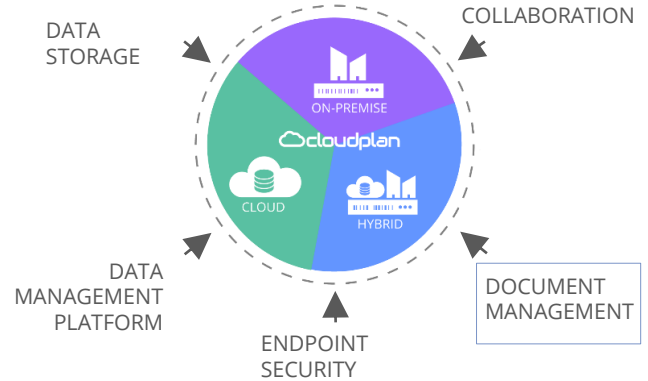 DATA
STORAGE
COLLABORATION
ON-PREMISE
cloudplan
CLOUD
HYBRID
DATA
MANAGEMENT
PLATFORM
ENDPOINT
SECURITY
DOCUMENT
MANAGEMENT